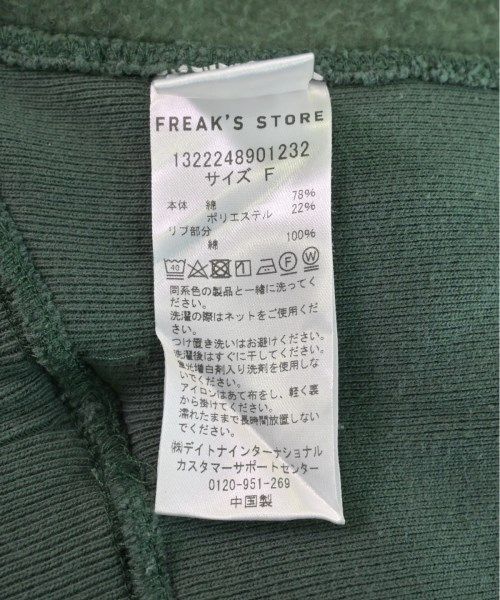 FREAK'S STORE
1322248901232
サイズ F
本体 綿 78%
ポリエステル 22%
リブ部分
綿 100%
40 F W
同系色の製品と一緒に洗ってく
ださい。
洗濯の際はネットをご使用くだ
さい。
つけ置き洗いはお避けください。
洗濯後はすぐに干してください。
蛍光増白剤入り洗剤を使用しな
いでください。
アイロンはあて布をし、軽く裏
から掛けてください。
濡れたままで長時間放置しない
でください。
㈱デイトナインターナショナル
カスタマーサポートセンター
0120-951-269
中国製